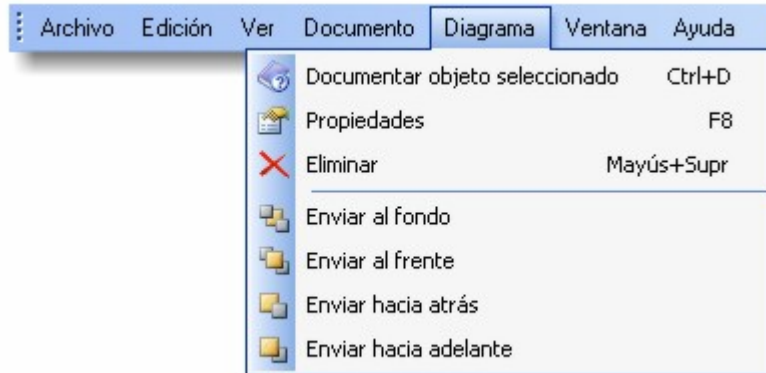 Archivo Edición Ver Documento Diagrama Ventana Ayuda
Documentar objeto seleccionado Ctrl+D
Propiedades F8
Eliminar Mayús+Supr
Enviar al fondo
Enviar al frente
Enviar hacia atrás
Enviar hacia adelante